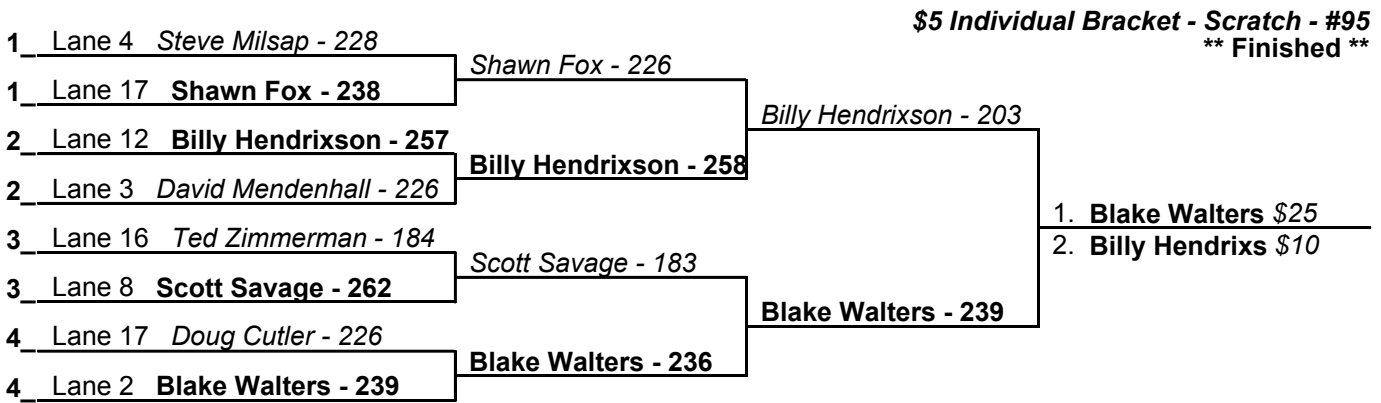 $5 Individual Bracket - Scratch - #95
** Finished **
1_ Lane 4 Steve Milsap - 228
1_ Lane 17 Shawn Fox - 238
2_ Lane 12 Billy Hendrixson - 257
2_ Lane 3 David Mendenhall - 226
3_ Lane 16 Ted Zimmerman - 184
3_ Lane 8 Scott Savage - 262
4_ Lane 17 Doug Cutler - 226
4_ Lane 2 Blake Walters - 239
Shawn Fox - 226
Billy Hendrixson - 258
Scott Savage - 183
Blake Walters - 236
Billy Hendrixson - 203
Blake Walters - 239
1. Blake Walters $25
2. Billy Hendrixs $10